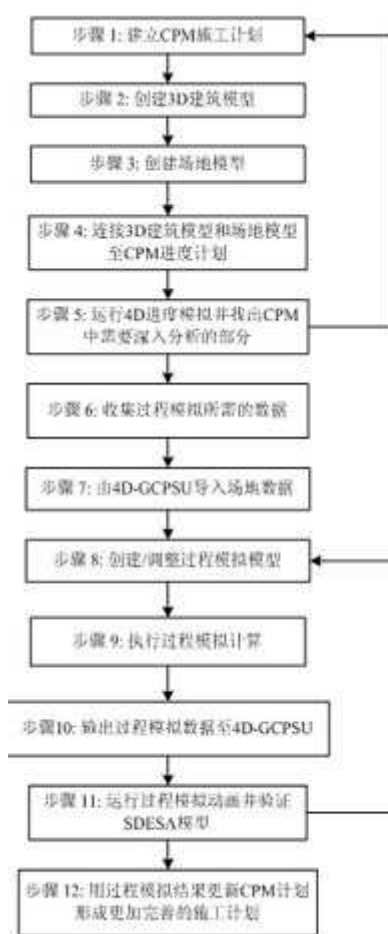 步骤 1: 建立CPM施工计划
步骤 2: 创建3D建筑模型
步骤 3: 创建场地模型
步骤 4: 连接3D建筑模型和场地模型
至CPM进度计划
步骤 5: 运行4D进度模拟并找出CPM
中需要深入分析的部分
步骤 6: 收集过程模拟所需的数据
步骤 7: 由4D-GCPSU导入场地数据
步骤 8: 创建/调整过程模拟模型
步骤 9: 执行过程模拟计算
步骤10: 输出过程模拟数据至4D-GCPSU
步骤 11: 运行过程模拟动画并验证
SDESA模型
步骤 12: 用过程模拟结果更新CPM计划
形成更加完善的施工计划